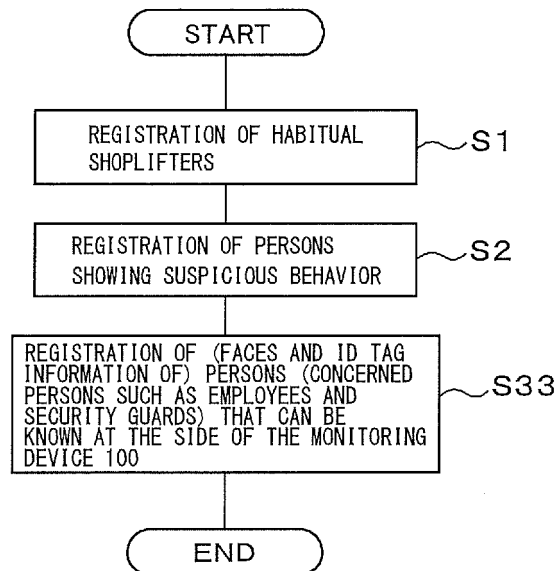 START
REGISTRATION OF HABITUAL
SHOPLIFTERS
S1
REGISTRATION OF PERSONS
SHOWING SUSPICIOUS BEHAVIOR
S2
REGISTRATION OF (FACES AND ID TAG
INFORMATION OF) PERSONS (CONCERNED
PERSONS SUCH AS EMPLOYEES AND
SECURITY GUARDS) THAT CAN BE
KNOWN AT THE SIDE OF THE MONITORING
DEVICE 100
S33
END